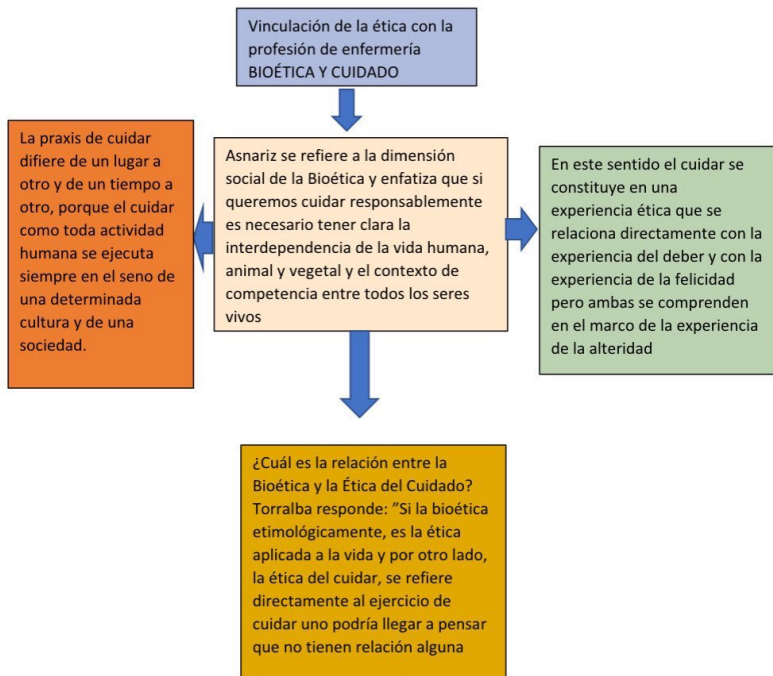 Vinculación de la ética con la
profesión de enfermería
BIOÉTICA Y CUIDADO
La praxis de cuidar
difiere de un lugar a
otro y de un tiempo a
otro, porque el cuidar
como toda actividad
humana se ejecuta
siempre en el seno de
una determinada
cultura y de una
sociedad.
Asnariz se refiere a la dimensión
social de la Bioética y enfatiza que si
queremos cuidar responsablemente
es necesario tener clara la
interdependencia de la vida humana,
animal y vegetal y el contexto de
competencia entre todos los seres
vivos
En este sentido el cuidar se
constituye en una
experiencia ética que se
relaciona directamente con la
experiencia del deber y con la
experiencia de la felicidad
pero ambas se comprenden
en el marco de la experiencia
de la alteridad
¿Cuál es la relación entre la
Bioética y la Ética del Cuidado?
Torralba responde: ”Si la bioética
etimológicamente, es la ética
aplicada a la vida y por otro lado,
la ética del cuidar, se refiere
directamente al ejercicio de
cuidar uno podría llegar a pensar
que no tienen relación alguna